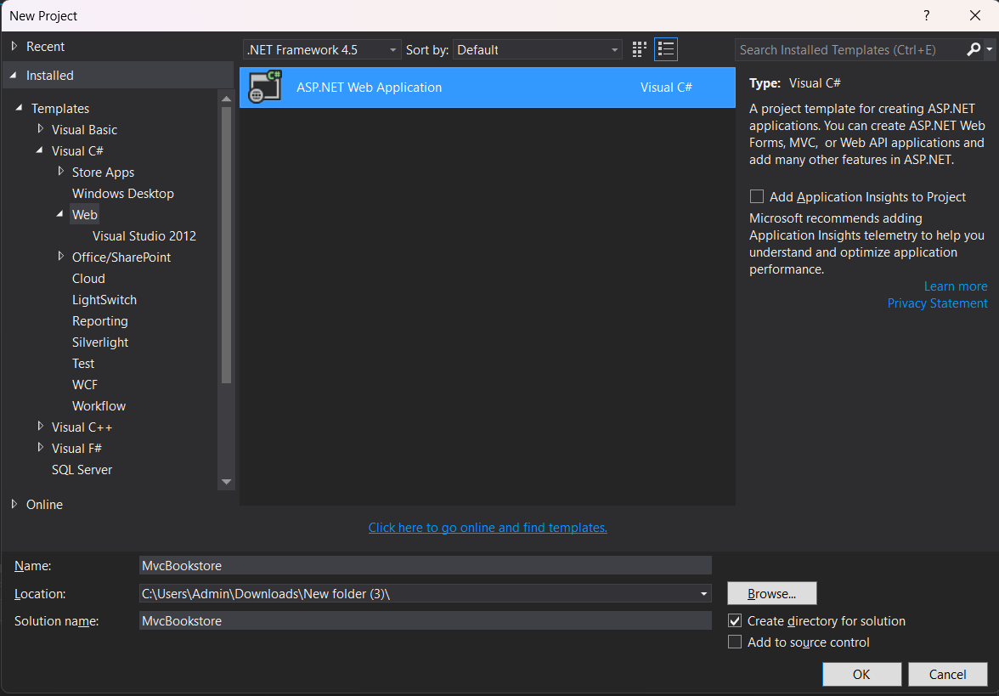 New Project
?
Recent
.NET Framework 4.5
Sort by:
Default
Search Installed Templates (Ctrl+E)
Installed
Templates
Visual Basic
Visual C#
Store Apps
Windows Desktop
Web
Visual Studio 2012
Office/SharePoint
Cloud
LightSwitch
Reporting
Silverlight
Test
WCF
Workflow
Visual C++
Visual F#
SQL Server
Online
C#
ASP.NET Web Application
Visual C#
Click here to go online and find templates.
Type: Visual C#
A project template for creating ASP.NET
applications. You can create ASP.NET Web
Forms, MVC,  or Web API applications and
add many other features in ASP.NET.
Add Application Insights to Project
Microsoft recommends adding
Application Insights telemetry to help you
understand and optimize application
performance.
Learn more
Privacy Statement
Name:
MvcBookstore
Location:
C:\Users\Admin\Downloads\New folder (3)\
Browse...
Solution name:
MvcBookstore
Create directory for solution
Add to source control
OK
Cancel